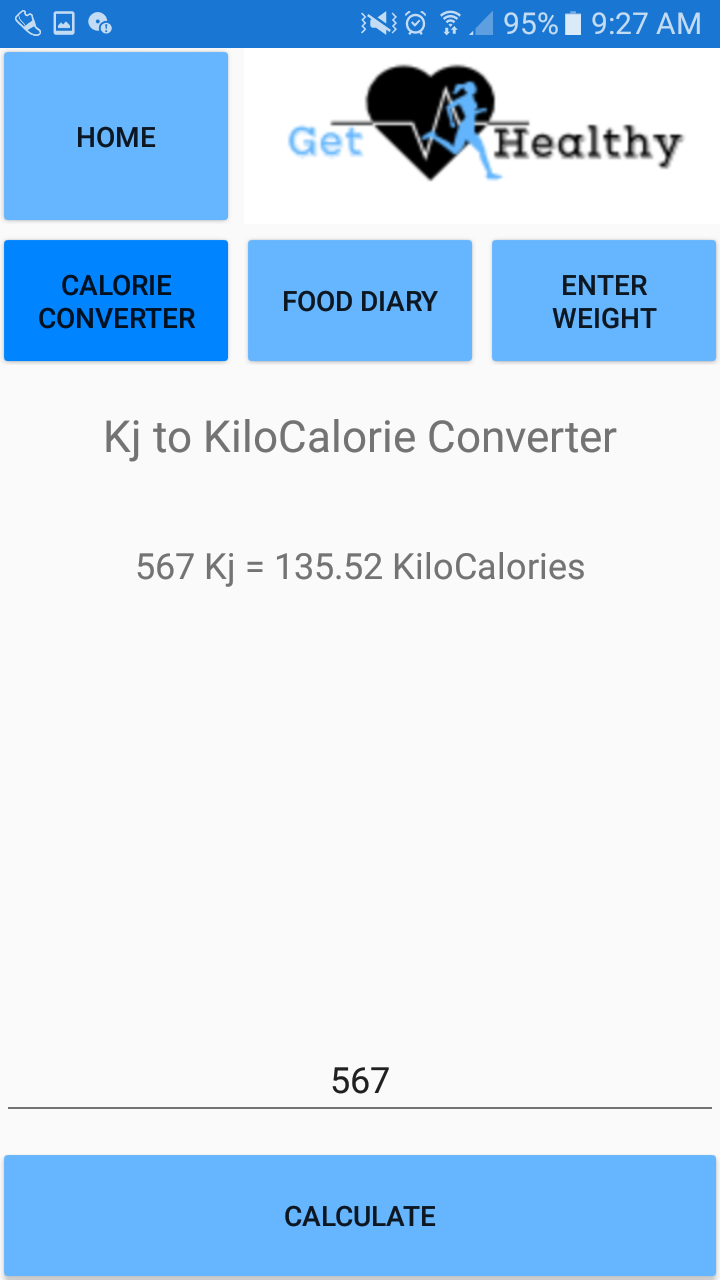 95% 9:27 AM
HOME
Get Healthy
CALORIE
CONVERTER
FOOD DIARY
ENTER
WEIGHT
Kj to KiloCalorie Converter
567 Kj = 135.52 KiloCalories
567
CALCULATE